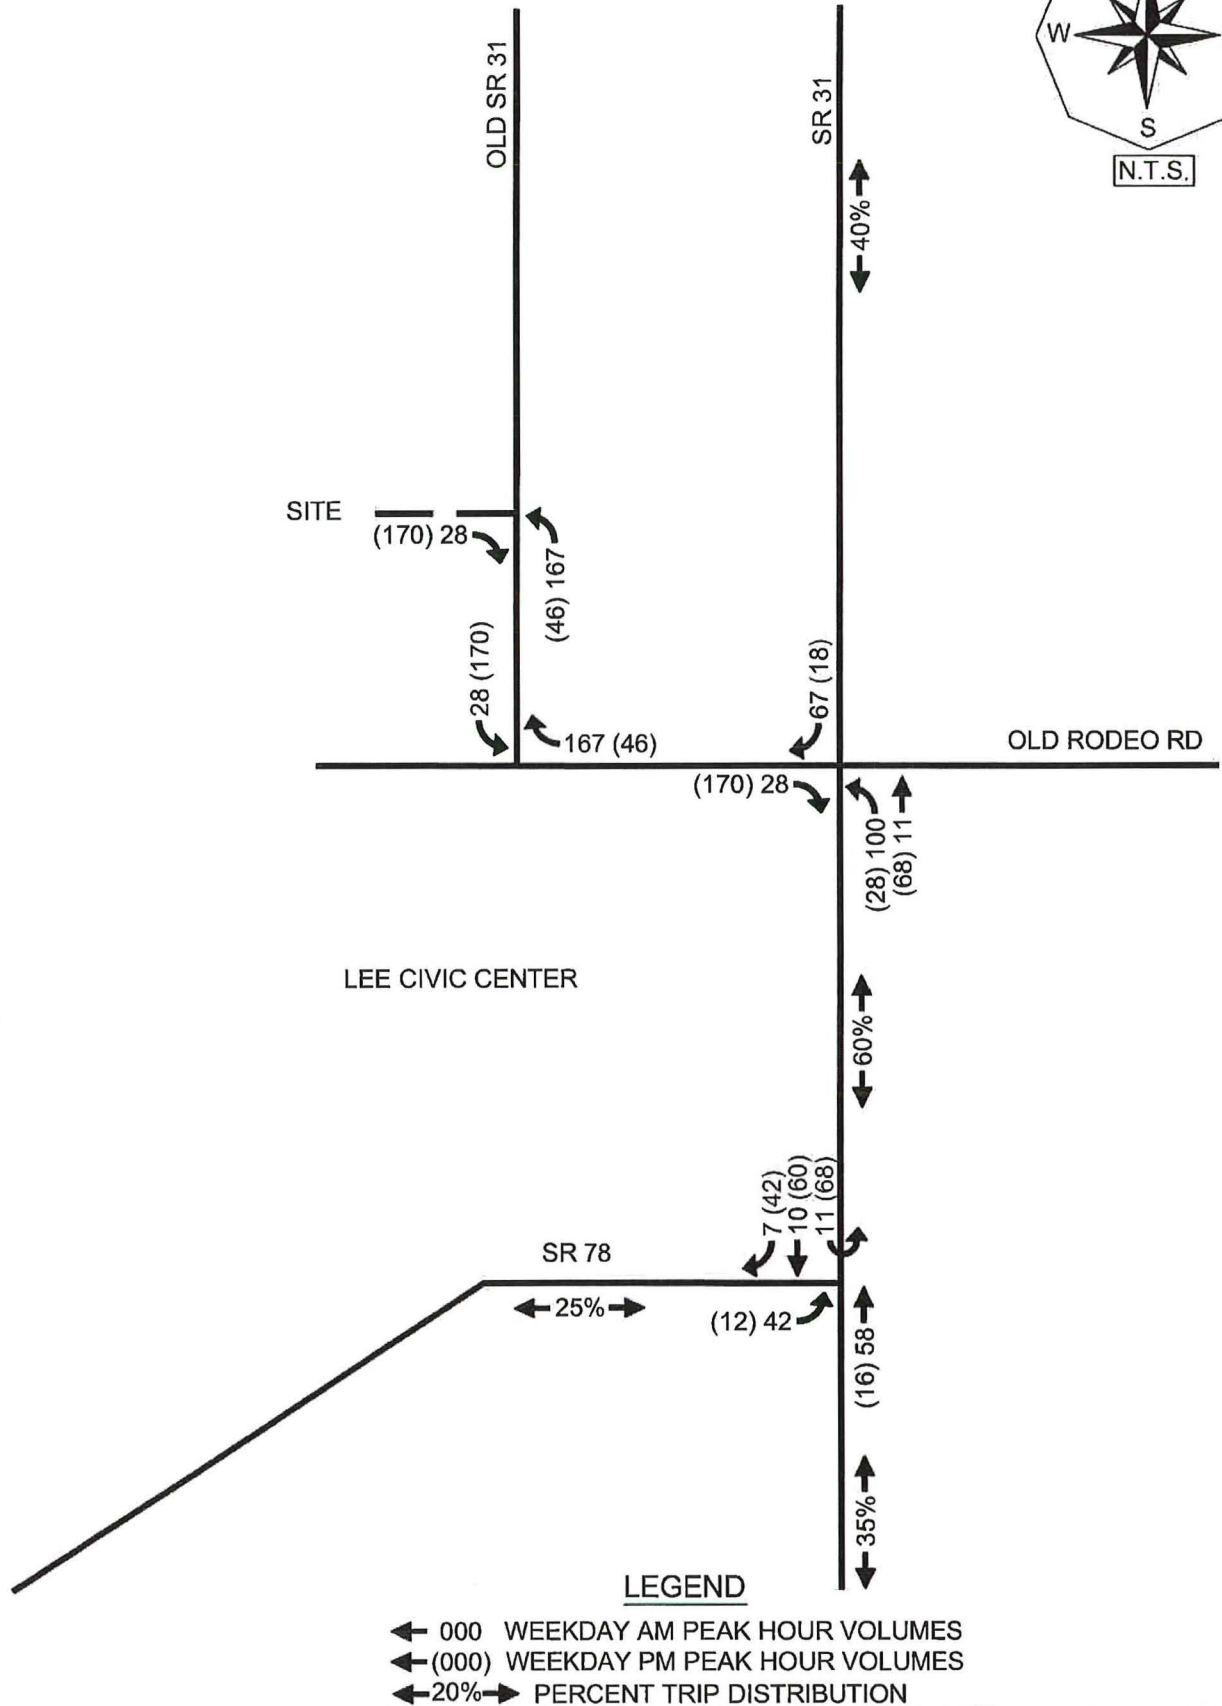 W
S
N.T.S.
OLD SR 31
SR 31
40%
SITE
(170) 28
(46) 167
28 (170)
167 (46)
67 (18)
OLD RODEO RD
(170) 28
(28) 100
(68) 11
LEE CIVIC CENTER
60%
7 (42)
10 (60)
11 (68)
SR 78
25%
(12) 42
(16) 58
35%
LEGEND
000 WEEKDAY AM PEAK HOUR VOLUMES
(000) WEEKDAY PM PEAK HOUR VOLUMES
20% PERCENT TRIP DISTRIBUTION